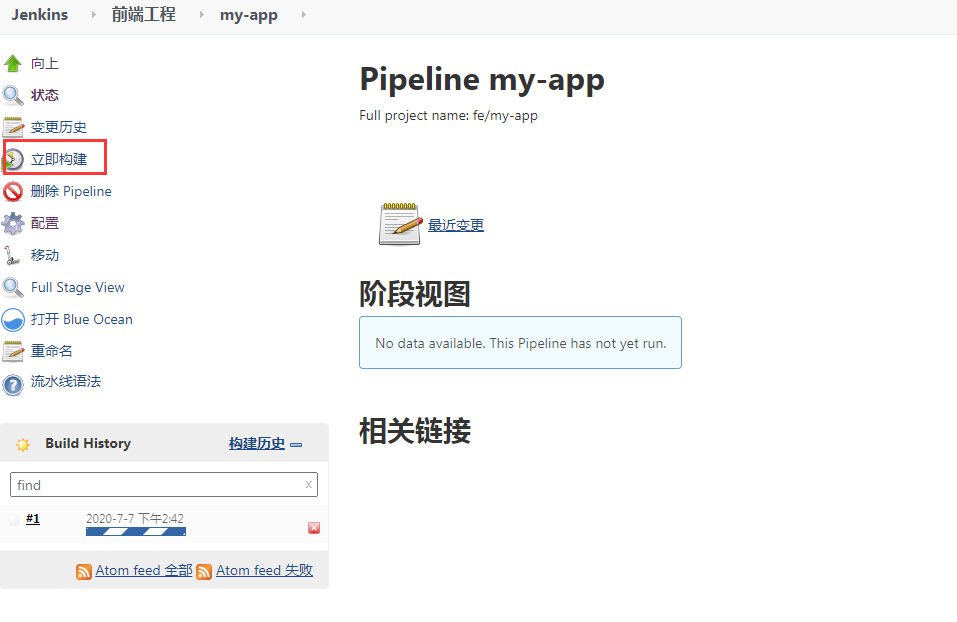 Jenkins 前端工程 my-app
向上
状态
变更历史
立即构建
删除 Pipeline
配置
移动
Full Stage View
打开 Blue Ocean
重命名
流水线语法
Build History 构建历史
find x
#1 2020-7-7 下午2:42
Atom feed 全部 Atom feed 失败
Pipeline my-app
Full project name: fe/my-app
最近变更
阶段视图
No data available. This Pipeline has not yet run.
相关链接